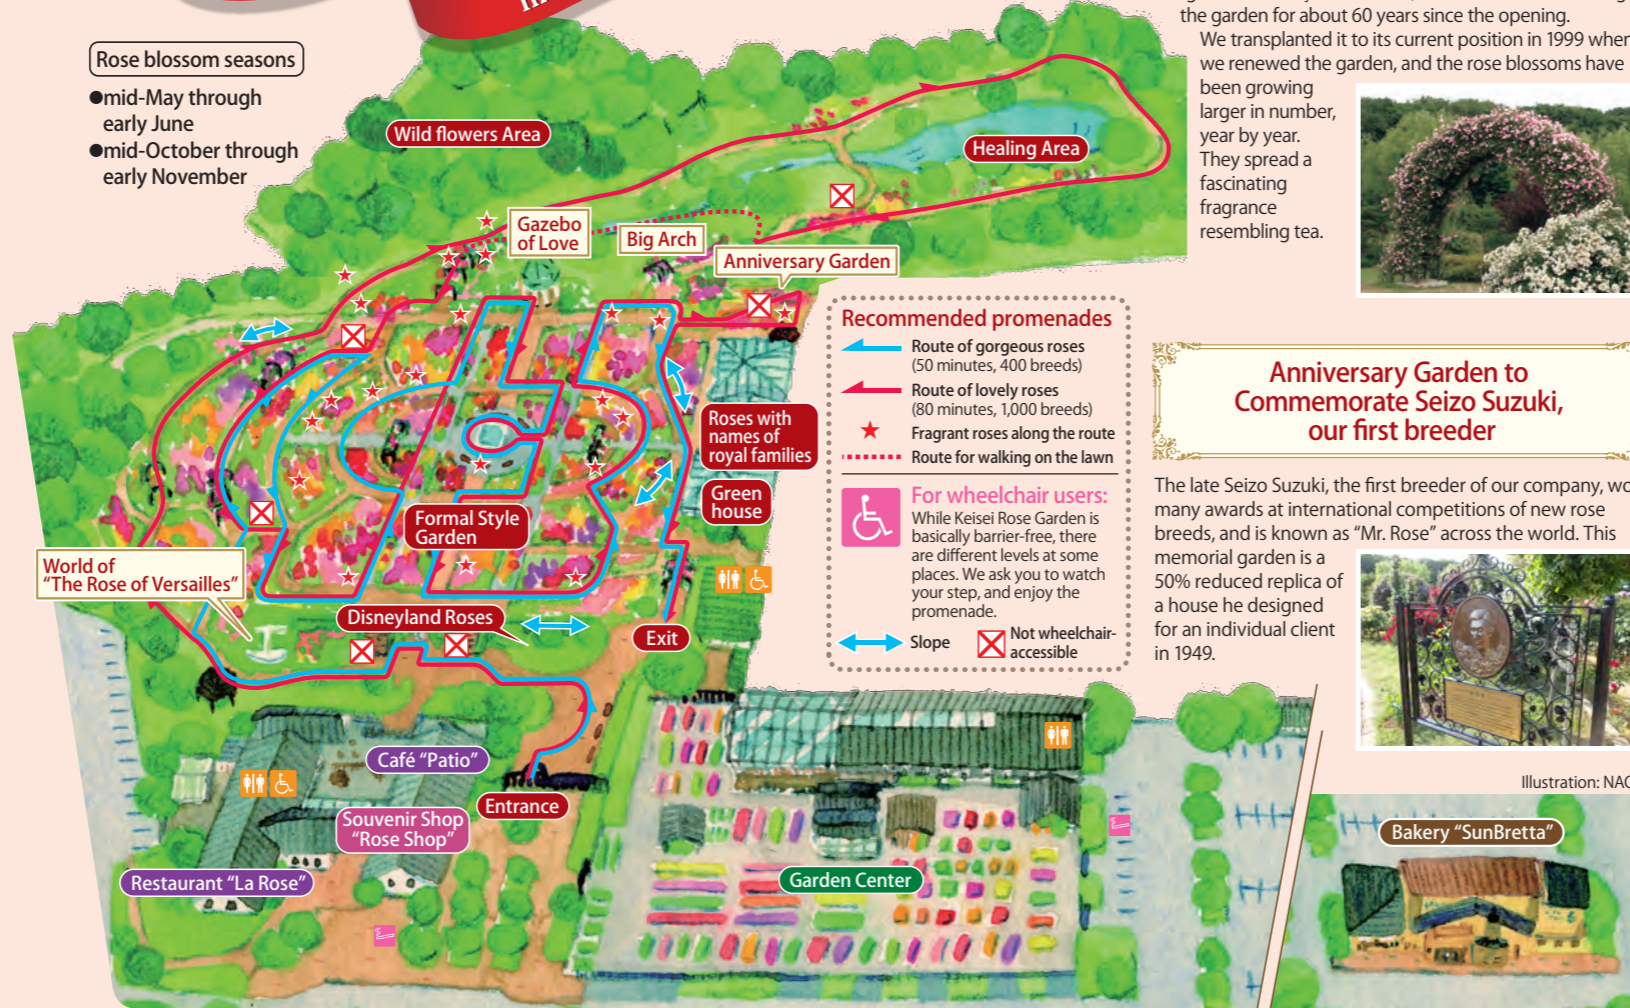 the garden for about 60 years since the opening.
We transplanted it to its current position in 1999 when
we renewed the garden, and the rose blossoms have
been growing
larger in number,
year by year.
They spread a
fascinating
fragrance
resembling tea.
Rose blossom seasons
●mid-May through
early June
●mid-October through
early November
Wild flowers Area
Healing Area
Gazebo
of Love
Big Arch
Anniversary Garden
Recommended promenades
Route of gorgeous roses
(50 minutes, 400 breeds)
Route of lovely roses
(80 minutes, 1,000 breeds)
★ Fragrant roses along the route
Route for walking on the lawn
For wheelchair users:
While Keisei Rose Garden is
basically barrier-free, there
are different levels at some
places. We ask you to watch
your step, and enjoy the
promenade.
Slope
Not wheelchair-
accessible
Roses with
names of
royal families
Green
house
Formal Style
Garden
World of
“The Rose of Versailles”
Disneyland Roses
Exit
Café “Patio”
Entrance
Souvenir Shop
“Rose Shop”
Restaurant “La Rose”
Garden Center
Anniversary Garden to
Commemorate Seizo Suzuki,
our first breeder
The late Seizo Suzuki, the first breeder of our company,
many awards at international competitions of new rose
breeds, and is known as “Mr. Rose” across the world. This
memorial garden is a
50% reduced replica of
a house he designed
for an individual client
in 1949.
Illustration:
Bakery “SunBretta”